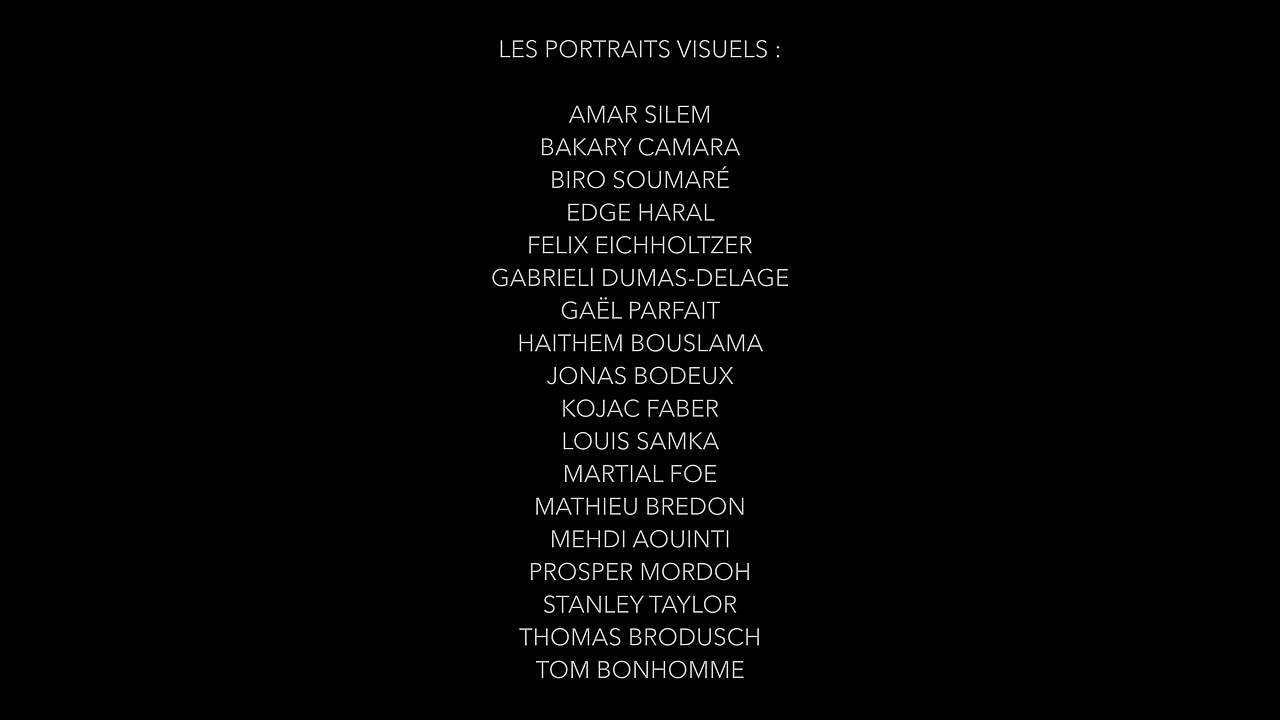 LES PORTRAITS VISUELS :
AMAR SILEM
BAKARY CAMARA
BIRO SOUMARÉ
EDGE HARAL
FELIX EICHHOLTZER
GABRIELl DUMAS-DELAGE
GAËL PARFAIT
HAITHEM BOUSLAMA
JONAS BODEUX
KOJAC FABER
LOUIS SAMKA
MARTIAL FOE
MATHIEU BREDON
MEHDI AOUINTI
PROSPER MORDOH
STANLEY TAYLOR
THOMAS BRODUSCH
TOM BONHOMME